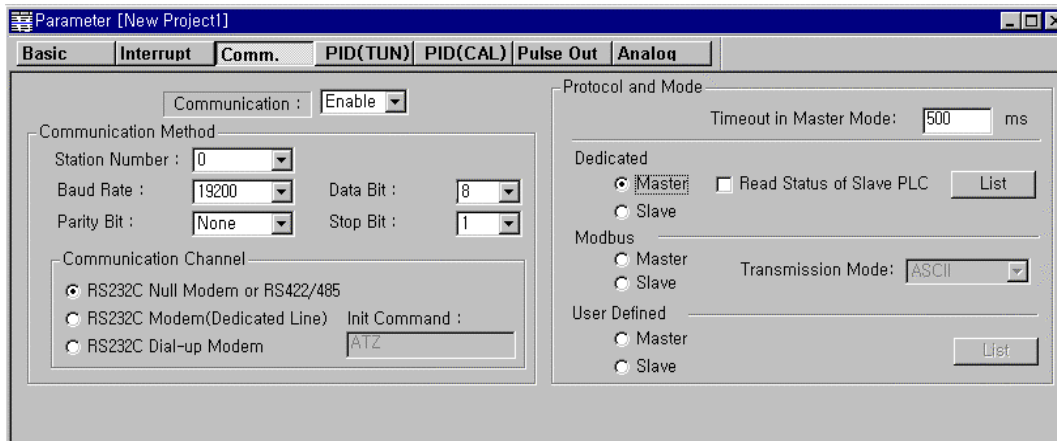 Parameter [New Project1]
Basic Interrupt Comm. PID(TUN) PID(CAL) Pulse Out Analog
Communication : Enable
Communication Method
Station Number : 0
Baud Rate : 19200 Data Bit : 8
Parity Bit : None Stop Bit : 1
Communication Channel
RS232C Null Modem or RS422/485
RS232C Modem(Dedicated Line) Init Command :
RS232C Dial-up Modem ATZ
Protocol and Mode
Timeout in Master Mode: 500 ms
Dedicated
Master Read Status of Slave PLC List
Slave
Modbus
Master
Transmission Mode: ASCII
Slave
User Defined
Master
List
Slave